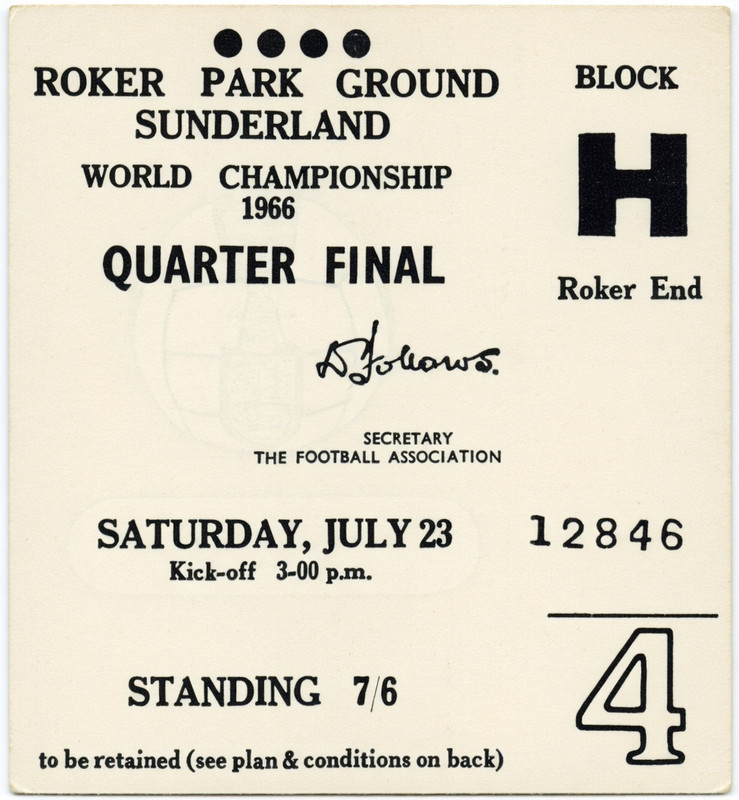 ROKER PARK GROUND
SUNDERLAND
WORLD CHAMPIONSHIP
1966
QUARTER FINAL
D Follows.
SECRETARY
THE FOOTBALL ASSOCIATION
SATURDAY, JULY 23
Kick-off 3-00 p.m.
STANDING 7/6
to be retained (see plan & conditions on back)
BLOCK
H
Roker End
12846
4